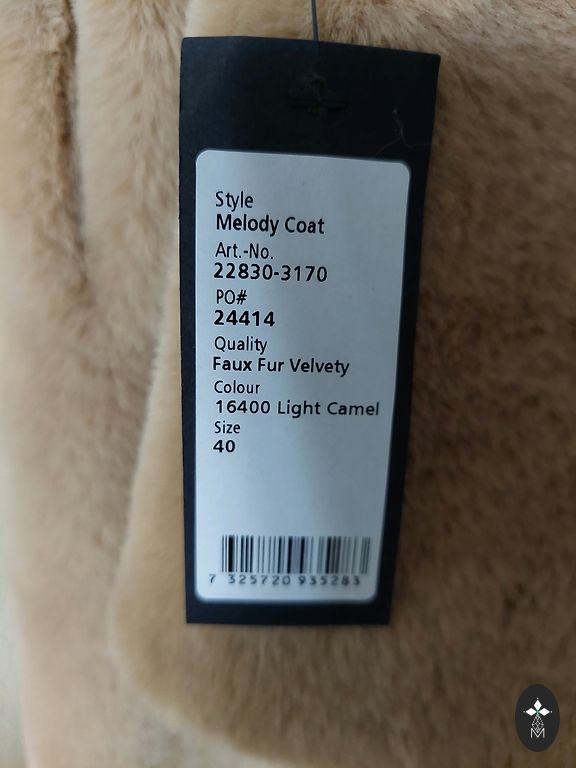 Style
Melody Coat
Art.-No.
22830-3170
PO#
24414
Quality
Faux Fur Velvety
Colour
16400 Light Camel
Size
40
7 325720 935283
M